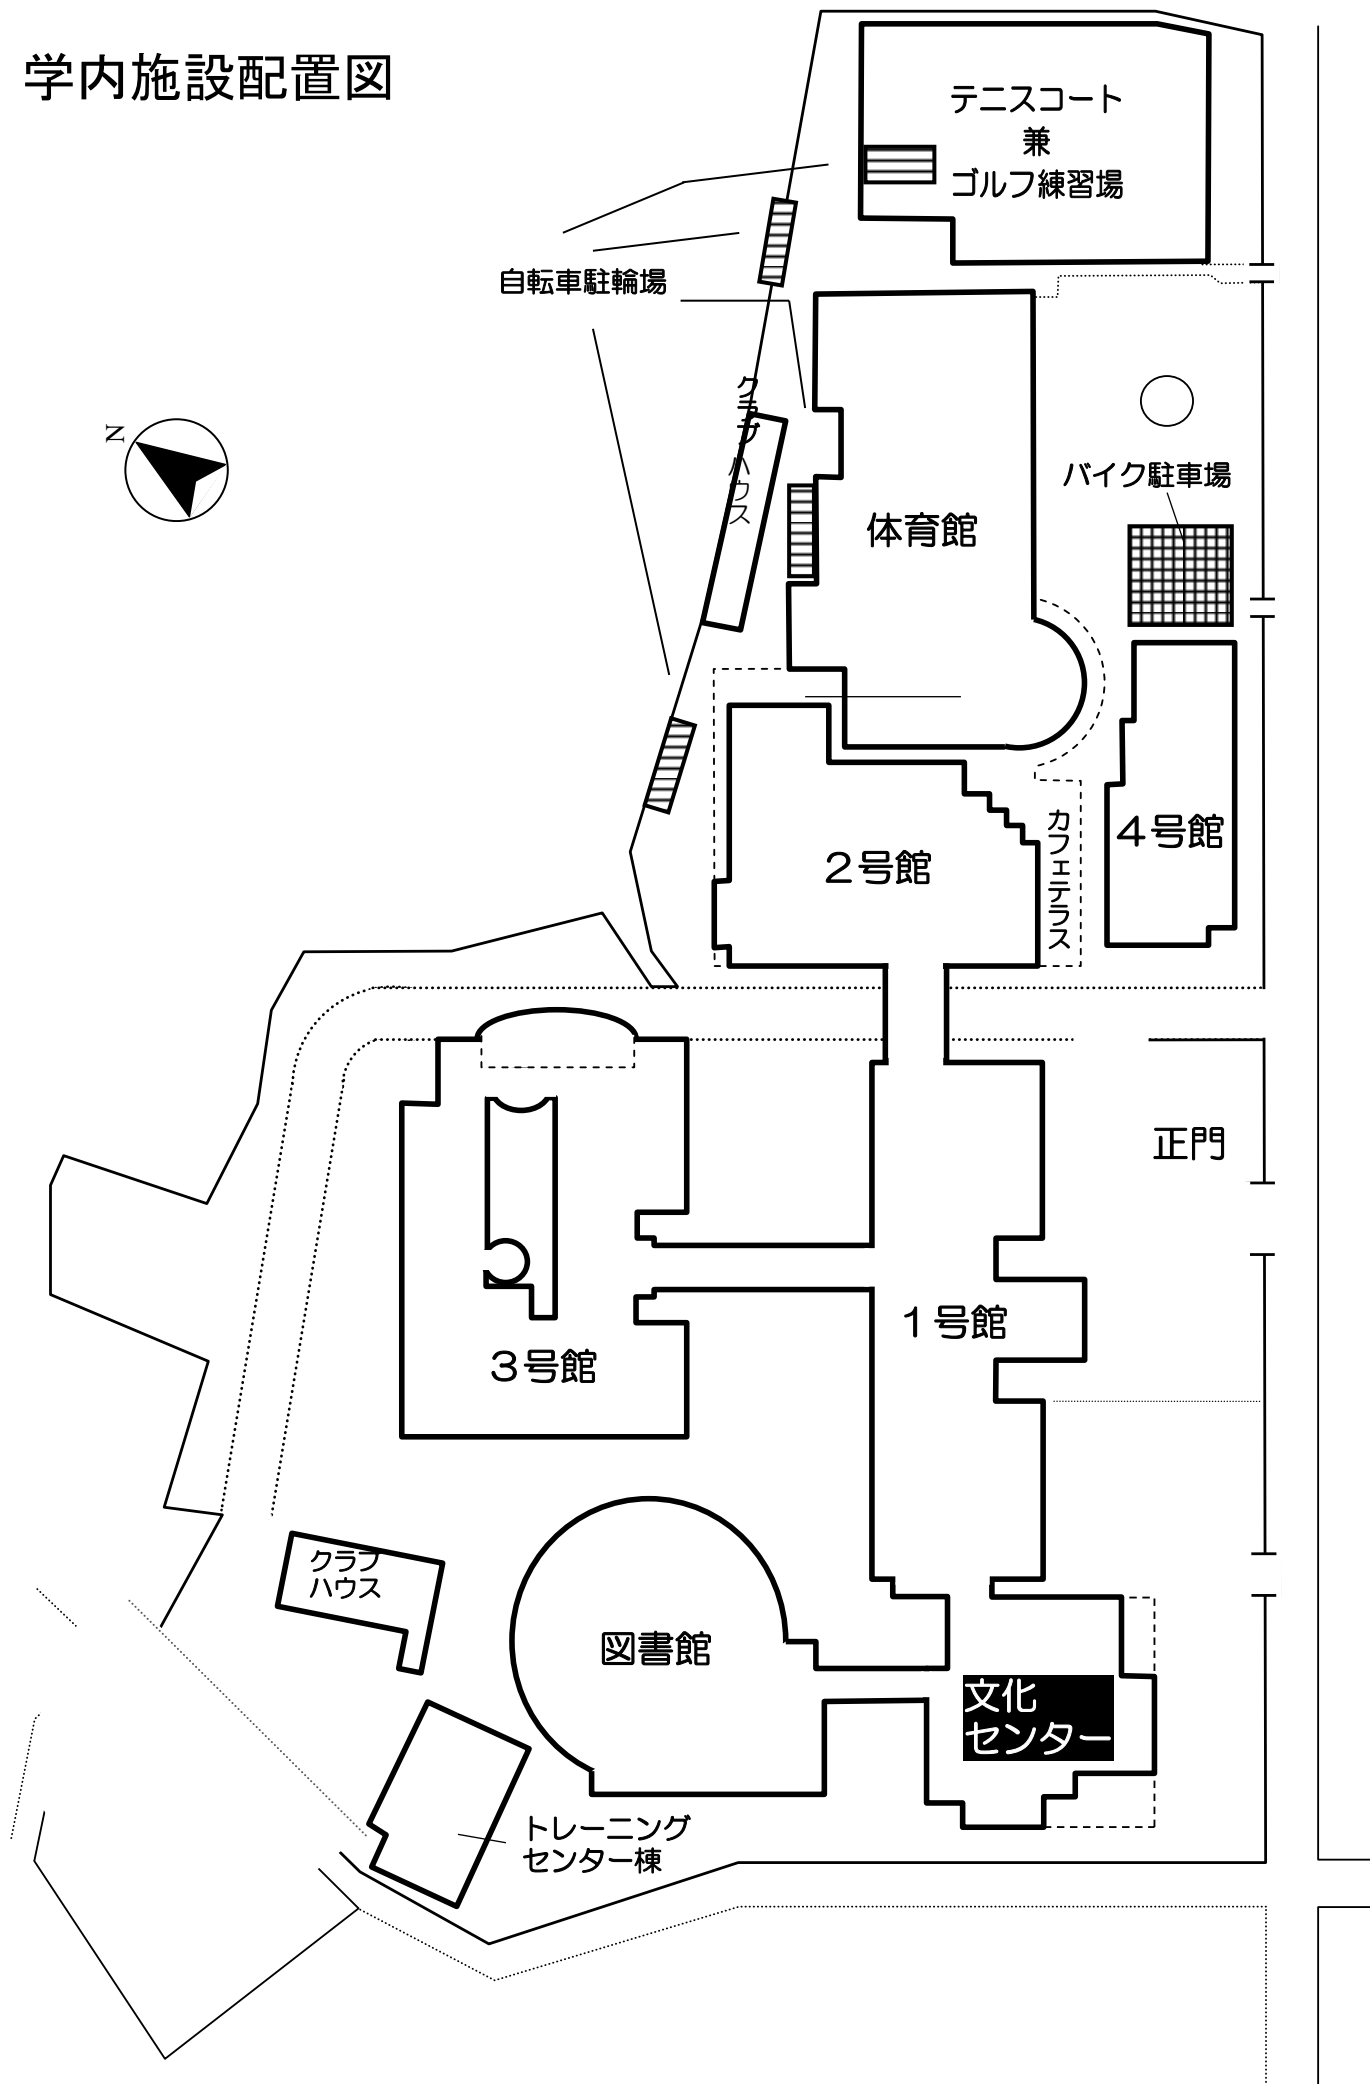 学内施設配置図
テニスコート
兼
ゴルフ練習場
自転車駐輪場
N
クラブハウス
バイク駐車場
体育館
4号館
カフェテラス
2号館
正門
1号館
3号館
クラブ
ハウス
図書館
文化
センター
トレーニング
センター棟